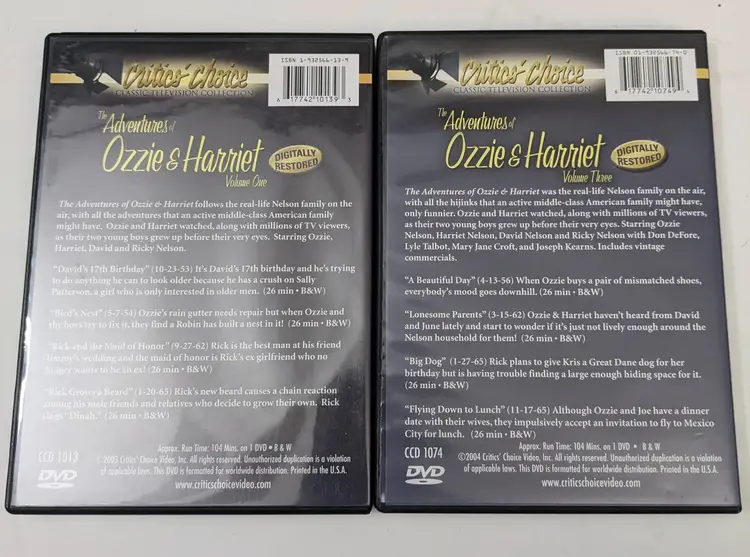 Critics' Choice
CLASSIC TELEVISION COLLECTION
ISBN 1-932566-13-9
6 17742 10139 3
The
Adventures of
Ozzie & Harriet
Volume One
DIGITALLY
RESTORED
The Adventures of Ozzie & Harriet follows the real-life Nelson family on the
air, with all the adventures that an active middle-class American family
might have, Ozzie and Harriet watched, along with millions of TV viewers,
as their two young boys grew up before their very eyes. Starring Ozzie,
Harriet, David and Ricky Nelson.
"David's 17th Birthday" (10-23-53) It's David's 17th birthday and he's trying
to do anything he can to look older because he has a crush on Sally
Patterson, a girl who is only interested in older men. (26 min • B&W)
"Bird's Nest" (5-7-54) Ozzie's rain gutter needs repair but when Ozzie and
the boys try to fix it, they find a Robin has built a nest in it! (26 min • B&W)
"Rick and the Maid of Honor" (9-27-62) Rick is the best man at his friend
Jimmy's wedding and the maid of honor is Rick's ex girlfriend who no
longer wants to be his ex! (26 min • B&W)
"Rick Grows a Beard" (1-20-65) Rick's new beard causes a chain reaction
among his male friends and relatives who decide to grow their own, Rick
sings "Dinah." (26 min • B&W)
CCD 1013
DVD
Approx. Run Time: 104 Mins. on 1 DVD • B & W
©2003 Critics' Choice Video, Inc. All rights reserved. Unauthorized duplication is a violation
of applicable laws. This DVD is formatted for worldwide distribution. Printed in the U.S.A.
www.criticschoicevideo.com
Critics' Choice
CLASSIC TELEVISION COLLECTION
ISBN 01-932566-74-0
6 17742 10749 4
The
Adventures of
Ozzie & Harriet
Volume Three
DIGITALLY
RESTORED
The Adventures of Ozzie & Harriet was the real-life Nelson family on the air,
with all the hijinks that an active middle-class American family might have,
only funnier. Ozzie and Harriet watched, along with millions of TV viewers,
as their two young boys grew up before their very eyes. Starring Ozzie
Nelson, Harriet Nelson, David Nelson and Ricky Nelson with Don DeFore,
Lyle Talbot, Mary Jane Croft, and Joseph Kearns. Includes vintage
commercials.
"A Beautiful Day" (4-13-56) When Ozzie buys a pair of mismatched shoes,
everybody's mood goes downhill. (26 min • B&W)
"Lonesome Parents" (3-15-62) Ozzie & Harriet haven't heard from David
and June lately and start to wonder if it's just not lively enough around the
Nelson household for them! (26 min • B&W)
"Big Dog" (1-27-65) Rick plans to give Kris a Great Dane dog for her
birthday but is having trouble finding a large enough hiding space for it.
(26 min • B&W)
"Flying Down to Lunch" (11-17-65) Although Ozzie and Joe have a dinner
date with their wives, they impulsively accept an invitation to fly to Mexico
City for lunch. (26 min • B&W)
CCD 1074
DVD
Approx. Run Time: 104 Mins. on 1 DVD • B & W
©2004 Critics' Choice Video, Inc. All rights reserved. Unauthorized duplication is a violation
of applicable laws. This DVD is formatted for worldwide distribution. Printed in the U.S.A.
www.criticschoicevideo.com